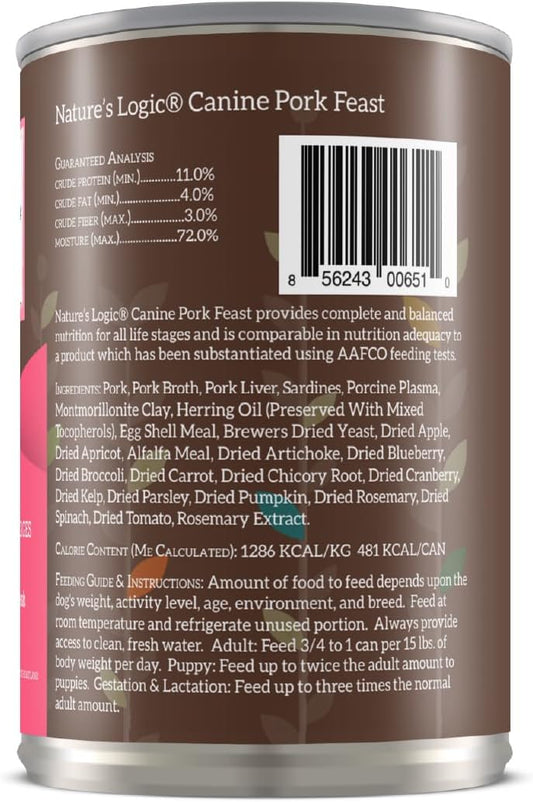 Nature's Logic® Canine Pork Feast
Guaranteed Analysis
crude protein (min.)............11.0%
crude fat (min.)....................4.0%
crude fiber (max.)..................3.0%
moisture (max.).....................72.0%
8 56243 00651 0
Nature's Logic® Canine Pork Feast provides complete and balanced
nutrition for all life stages and is comparable in nutrition adequacy to
a product which has been substantiated using AAFCO feeding tests.
Ingredients: Pork, Pork Broth, Pork Liver, Sardines, Porcine Plasma,
Montmorillonite Clay, Herring Oil (Preserved With Mixed
Tocopherols), Egg Shell Meal, Brewers Dried Yeast, Dried Apple,
Dried Apricot, Alfalfa Meal, Dried Artichoke, Dried Blueberry,
Dried Broccoli, Dried Carrot, Dried Chicory Root, Dried Cranberry,
Dried Kelp, Dried Parsley, Dried Pumpkin, Dried Rosemary, Dried
Spinach, Dried Tomato, Rosemary Extract.
Calorie Content (Me Calculated): 1286 KCAL/KG 481 KCAL/CAN
Feeding Guide & Instructions: Amount of food to feed depends upon the
dog's weight, activity level, age, environment, and breed. Feed at
room temperature and refrigerate unused portion. Always provide
access to clean, fresh water. Adult: Feed 3/4 to 1 can per 15 lbs. of
body weight per day. Puppy: Feed up to twice the adult amount to
puppies. Gestation & Lactation: Feed up to three times the normal
adult amount.